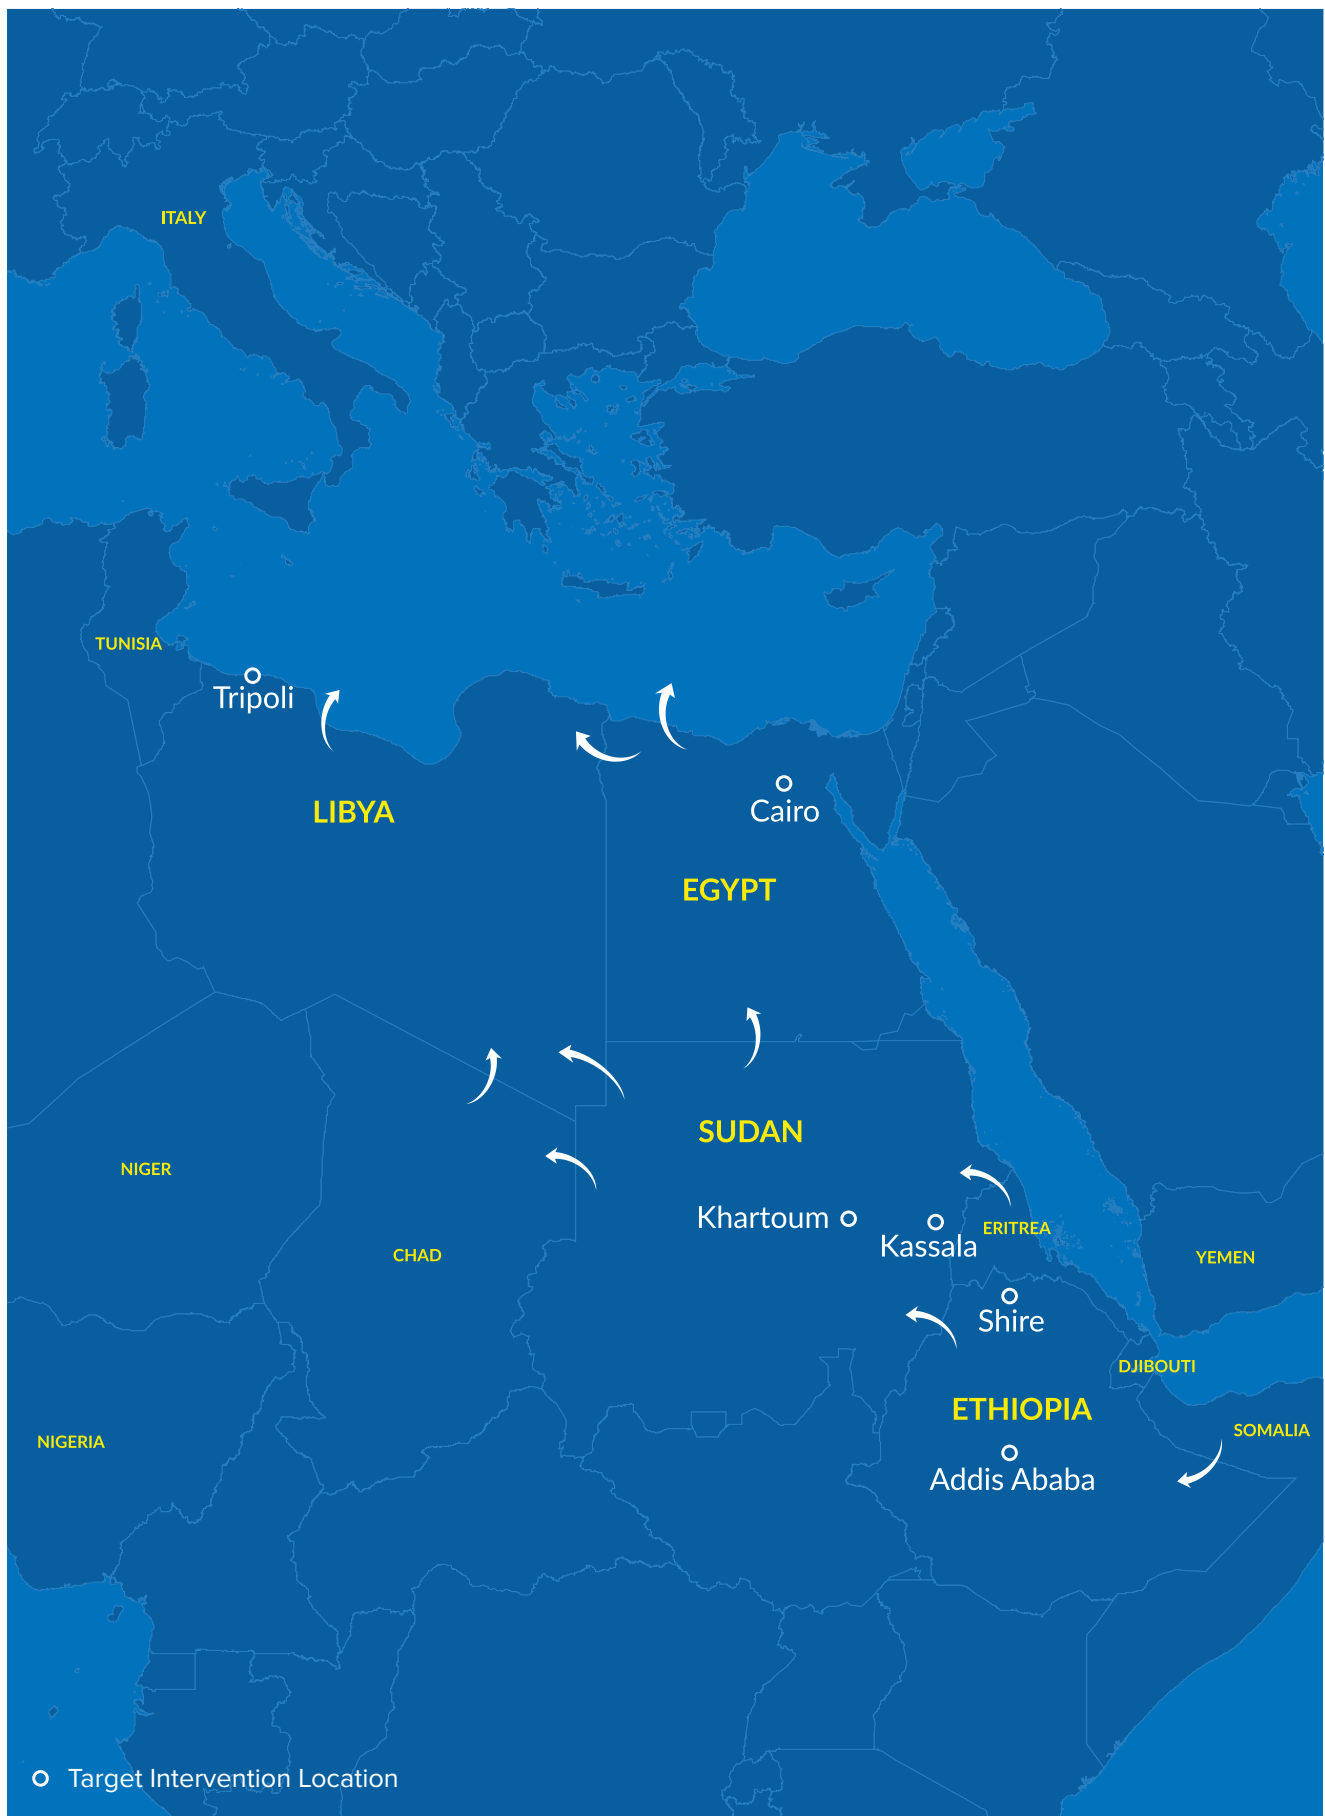 ITALY
TUNISIA
Tripoli
LIBYA
Cairo
EGYPT
SUDAN
NIGER
Khartoum
ERITREA
Kassala
CHAD
YEMEN
Shire
DJIBOUTI
ETHIOPIA
SOMALIA
NIGERIA
Addis Ababa
Target Intervention Location